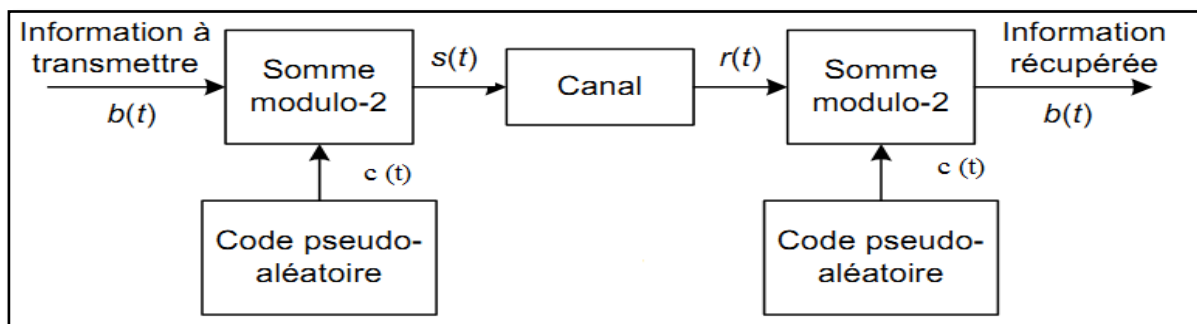 Information à
transmettre
b(t)
Somme
modulo-2
s(t)
Canal
r(t)
Somme
modulo-2
Information
récupérée
b(t)
c (t)
c (t)
Code pseudo-
aléatoire
Code pseudo-
aléatoire